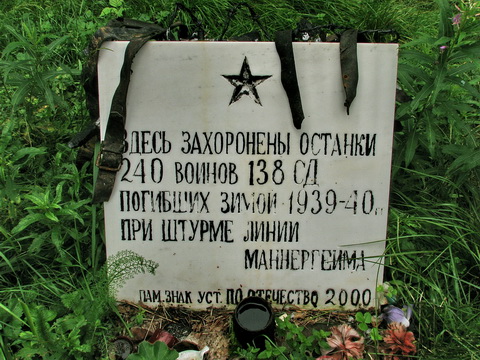 ЗДЕСЬ ЗАХОРОНЕНЫ ОСТАНКИ
240 ВОИНОВ 138 СД
ПОГИБШИХ ЗИМОЙ 1939-40г.
ПРИ ШТУРМЕ ЛИНИИ
МАННЕРГЕЙМА
ПАМ. ЗНАК УСТ. ПО ОТЕЧЕСТВО 2000